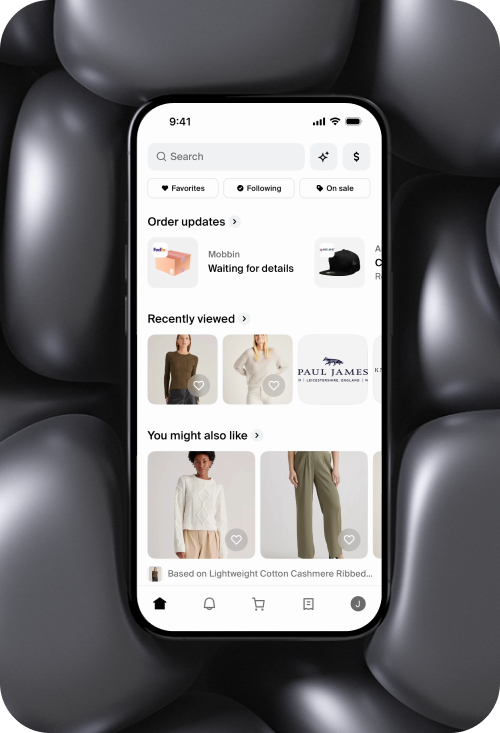 9:41
Search
$
Favorites
Following
On sale
Order updates
FedEx
Mobbin
Waiting for details
A
C
R
Recently viewed
PAUL JAMES
LEICESTERSHIRE, ENGLAND
K
You might also like
Based on Lightweight Cotton Cashmere Ribbed...
J